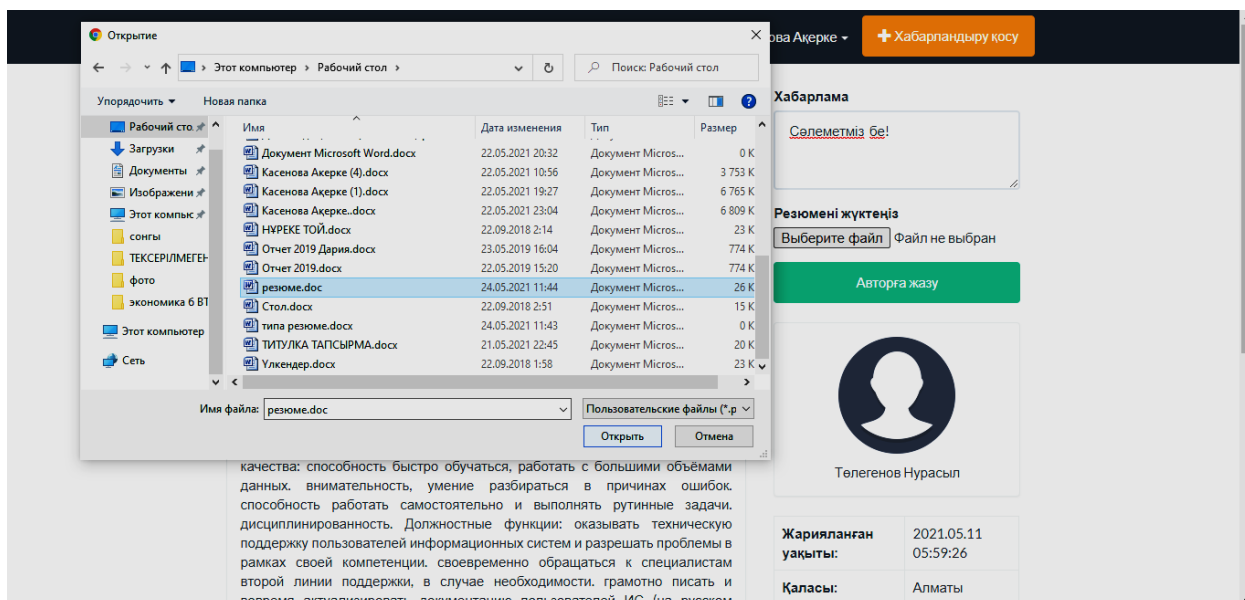 Открытие
Этот компьютер › Рабочий стол ›
Поиск: Рабочий стол
Упорядочить
Новая папка
Рабочий сто
Загрузки
Документы
Изображени
Этот компьюс
сонгы
ТЕКСЕРІЛМЕГЕН
фото
экономика 6 ВТ
Этот компьютер
Сеть
Имя Дата изменения Тип Размер
Документ Microsoft Word.docx 22.05.2021 20:32 Документ Micros... 0 К
Касенова Акерке (4).docx 22.05.2021 10:56 Документ Micros... 3 753 К
Касенова Акерке (1).docx 22.05.2021 19:27 Документ Micros... 6 765 К
Касенова Ақерке..docx 22.05.2021 23:04 Документ Micros... 6 809 К
НҰРЕКЕ ТОЙ.docx 22.09.2018 2:14 Документ Micros... 23 К
Отчет 2019 Дария.docx 23.05.2019 16:04 Документ Micros... 774 К
Отчет 2019.docx 22.05.2019 15:20 Документ Micros... 774 К
резюме.doc 24.05.2021 11:44 Документ Micros... 26 К
Стол.docx 22.09.2018 2:51 Документ Micros... 15 К
типа резюме.docx 24.05.2021 11:43 Документ Micros... 0 К
ТИТУЛКА ТАПСЫРМА.docx 21.05.2021 22:45 Документ Micros... 20 К
Үлкендер.docx 22.09.2018 1:58 Документ Micros... 23 К
Имя файла: резюме.doc
Пользовательские файлы (*.p
Открыть Отмена
ова Ақерке
+ Хабарландыру қосу
Хабарлама
Сәлеметміз бе!
Резюмені жүктеңіз
Выберите файл Файл не выбран
Авторға жазу
Төлегенов Нурасыл
Жарияланған уақыты: 2021.05.11 05:59:26
Қаласы: Алматы
качества: способность быстро обучаться, работать с большими объёмами
данных. внимательность, умение разбираться в причинах ошибок.
способность работать самостоятельно и выполнять рутинные задачи.
дисциплинированность. Должностные функции: оказывать техническую
поддержку пользователей информационных систем и разрешать проблемы в
рамках своей компетенции. своевременно обращаться к специалистам
второй линии поддержки, в случае необходимости. грамотно писать и
вовремя актуализировать документацию пользователей ИС (на русском